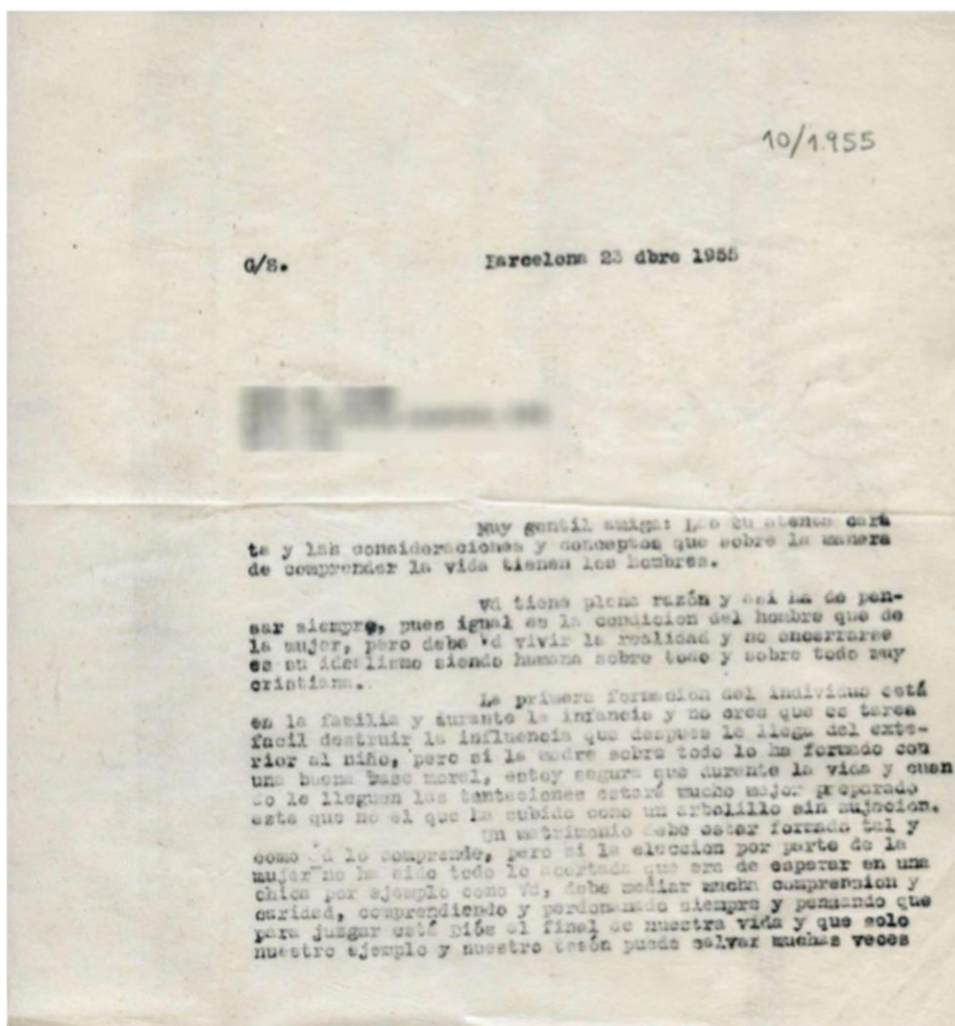 10/1.955
G/S. Barcelona 23 dbre 1955
Muy gentil amiga: Leo su atenta cara
ta y las consideraciones y conceptos que sobre la manera
de comprender la vida tienen los hombres.
Vd tiene plena razón y asi ha de pen-
sar siempre, pues igual es la condicion del hombre que de
la mujer, pero debe Vd vivir la realidad y no encerrarse
es su idealismo siendo humana sobre todo y sobre todo muy
cristiana.
La primera formacion del individuo está
en la familia y durante la infancia y no crea que es tarea
facil destruir la influencia que despues le llega del exte-
rior al niño, pero si la madre sobre todo lo ha formado con
una buena base moral, estoy segura que durante la vida y cuan
do le lleguen las tentaciones estará mucho mejor preparado
este que no el que ha subido como un arbolillo sin sujecion.
Un matrimonio debe estar formado tal y
como Vd lo comprende, pero si la eleccion por parte de la
mujer no ha sido todo lo acertada que era de esperar en una
chica por ejemplo como Vd, debe mediar mucha comprension y
caridad, comprendiendo y perdonando siempre y pensando que
para juzgar está Diós al final de nuestra vida y que solo
nuestro ejemplo y nuestro tesón puede salvar muchas veces